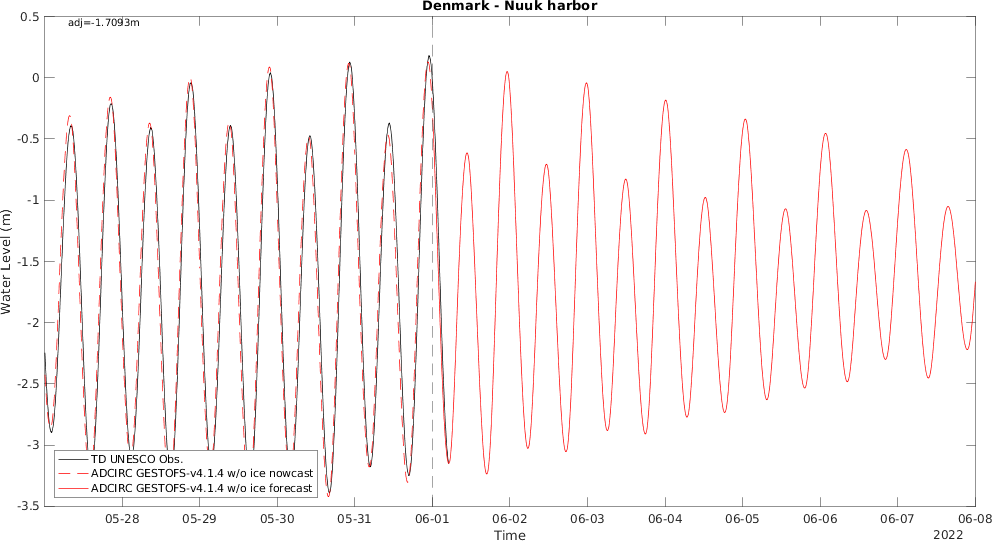 Denmark - Nuuk harbor
adj=-1.7093m
0.5
0
-0.5
-1
-1.5
-2
-2.5
-3
-3.5
Water Level (m)
TD UNESCO Obs.
ADCIRC GESTOFS-v4.1.4 w/o ice nowcast
ADCIRC GESTOFS-v4.1.4 w/o ice forecast
05-28 05-29 05-30 05-31 06-01 06-02 06-03 06-04 06-05 06-06 06-07 06-08
Time
2022